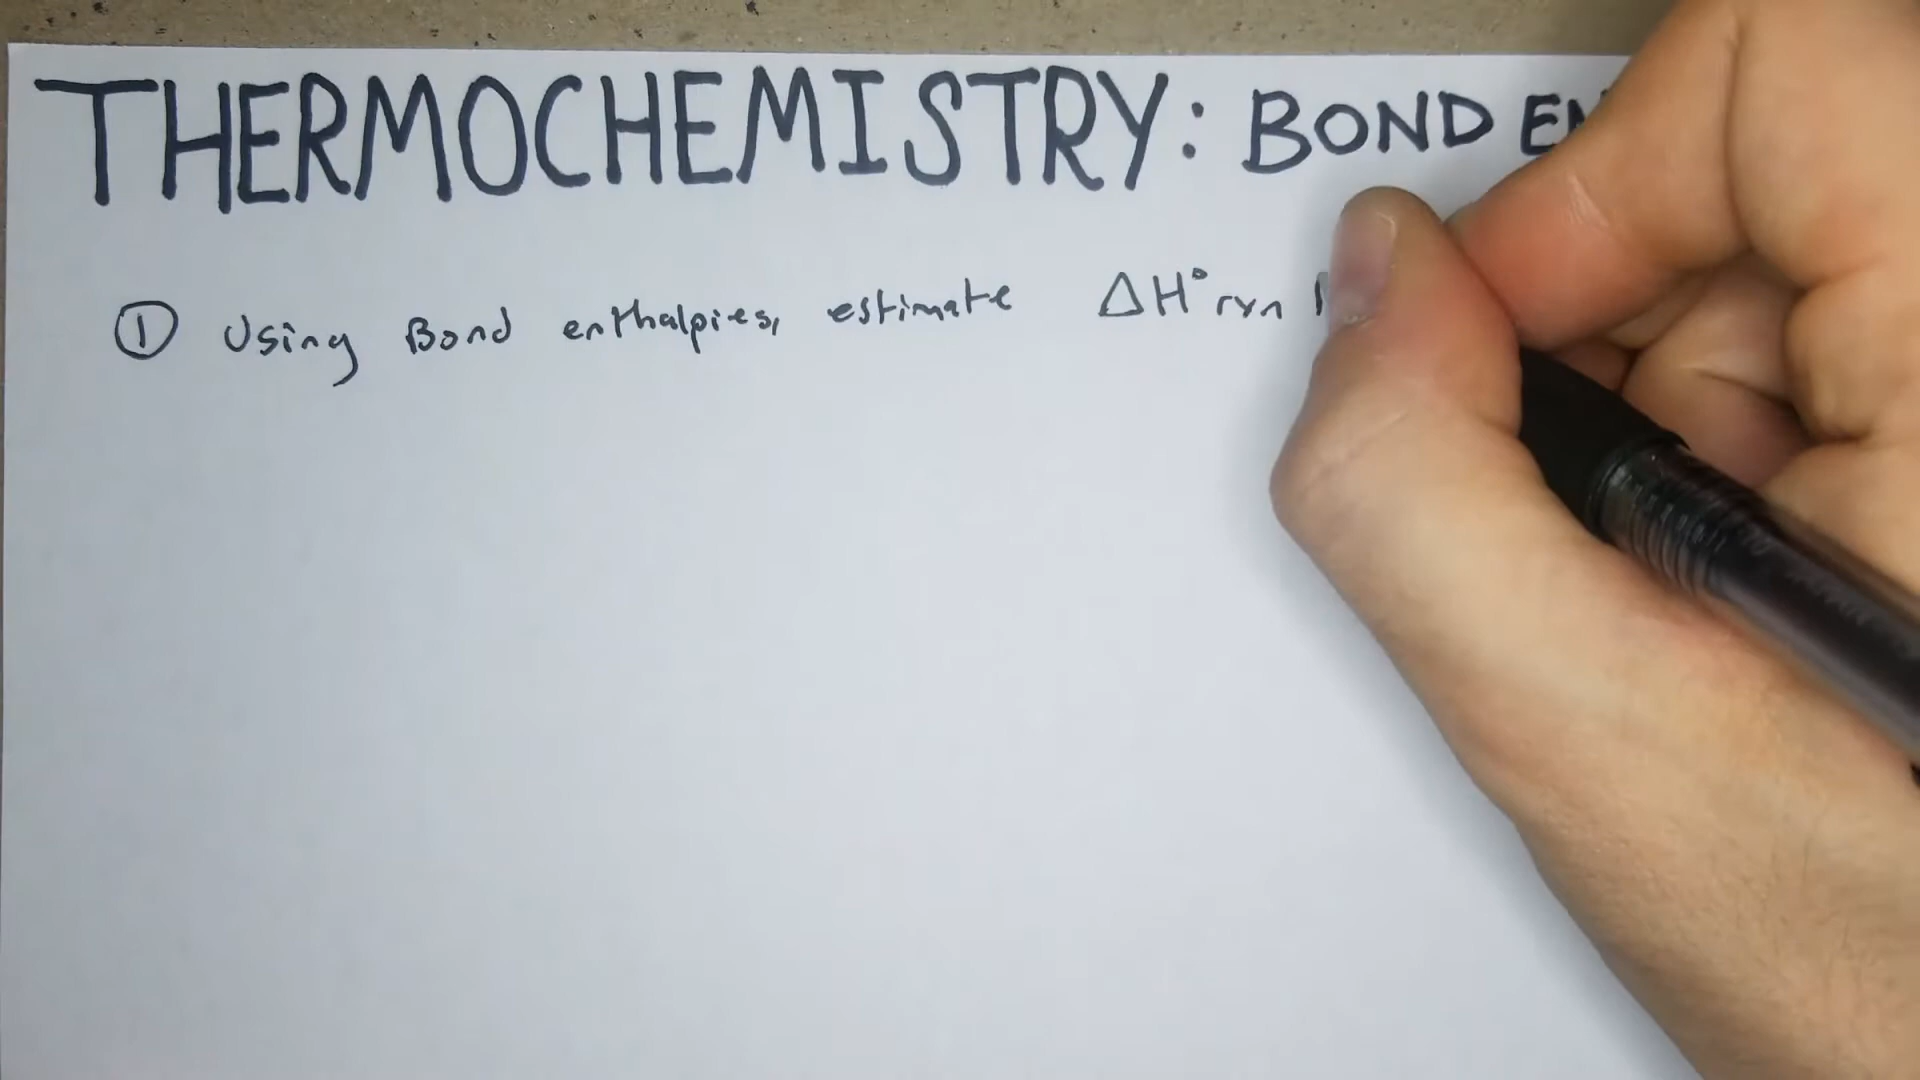 THERMOCHEMISTRY: BOND
① Using Bond enthalpies, estimate ΔH° rxn